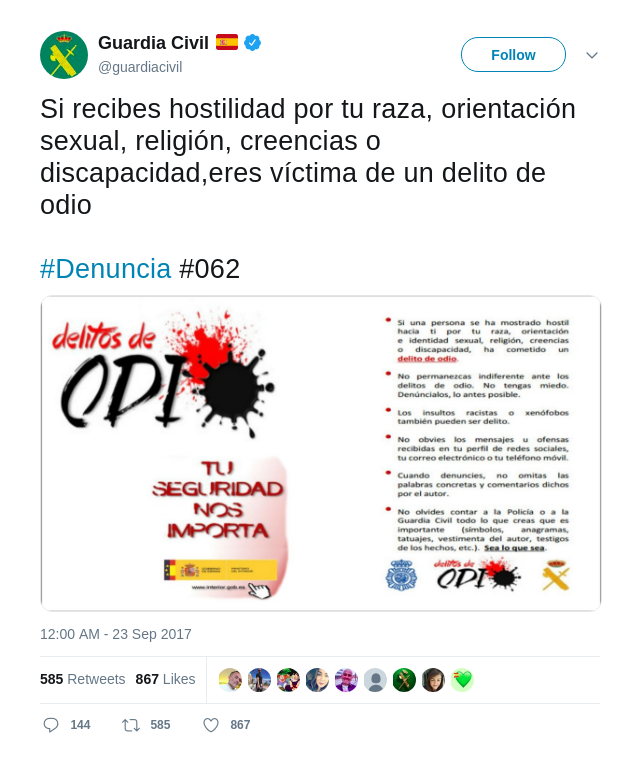 Guardia Civil
@guardiacivil
Follow
Si recibes hostilidad por tu raza, orientación
sexual, religión, creencias o
discapacidad,eres víctima de un delito de
odio
#Denuncia #062
delitos de
ODIO
TU
SEGURIDAD
NOS
IMPORTA
GOBIERNO
DE ESPAÑA
MINISTERIO
DEL INTERIOR
www.interior.gob.es
Si una persona se ha mostrado hostil
hacia ti por tu raza, orientación
e identidad sexual, religión, creencias
o discapacidad, ha cometido un
delito de odio.
No permanezcas indiferente ante los
delitos de odio. No tengas miedo.
Denúncialos, lo antes posible.
Los insultos racistas o xenófobos
también pueden ser delito.
No obvies los mensajes u ofensas
recibidas en tu perfil de redes sociales,
tu correo electrónico o tu teléfono móvil.
Cuando denuncies, no omitas las
palabras concretas y comentarios dichos
por el autor.
No olvides contar a la Policía o a la
Guardia Civil todo lo que creas que es
importante (símbolos, anagramas,
tatuajes, vestimenta del autor, testigos
de los hechos, etc.). Sea lo que sea.
delitos de
ODIO
12:00 AM - 23 Sep 2017
585 Retweets 867 Likes
144 585 867